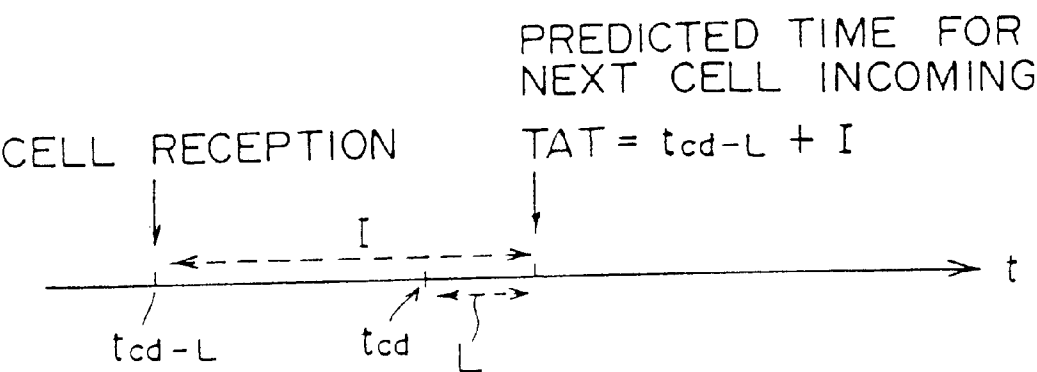 PREDICTED TIME FOR
NEXT CELL INCOMING
CELL RECEPTION
TAT = tcd-L + I
I
t
tcd-L
tcd
L